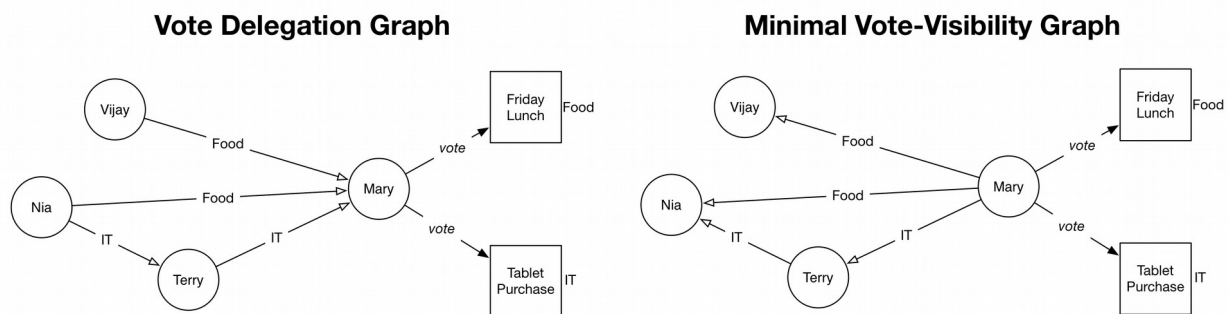 Vote Delegation Graph
Vijay
Food
Nia
Food
IT
Terry
IT
Mary
vote
vote
Friday
Lunch
Food
Tablet
Purchase
IT
Minimal Vote-Visibility Graph
Vijay
Food
Nia
Food
IT
Terry
IT
Mary
vote
vote
Friday
Lunch
Food
Tablet
Purchase
IT